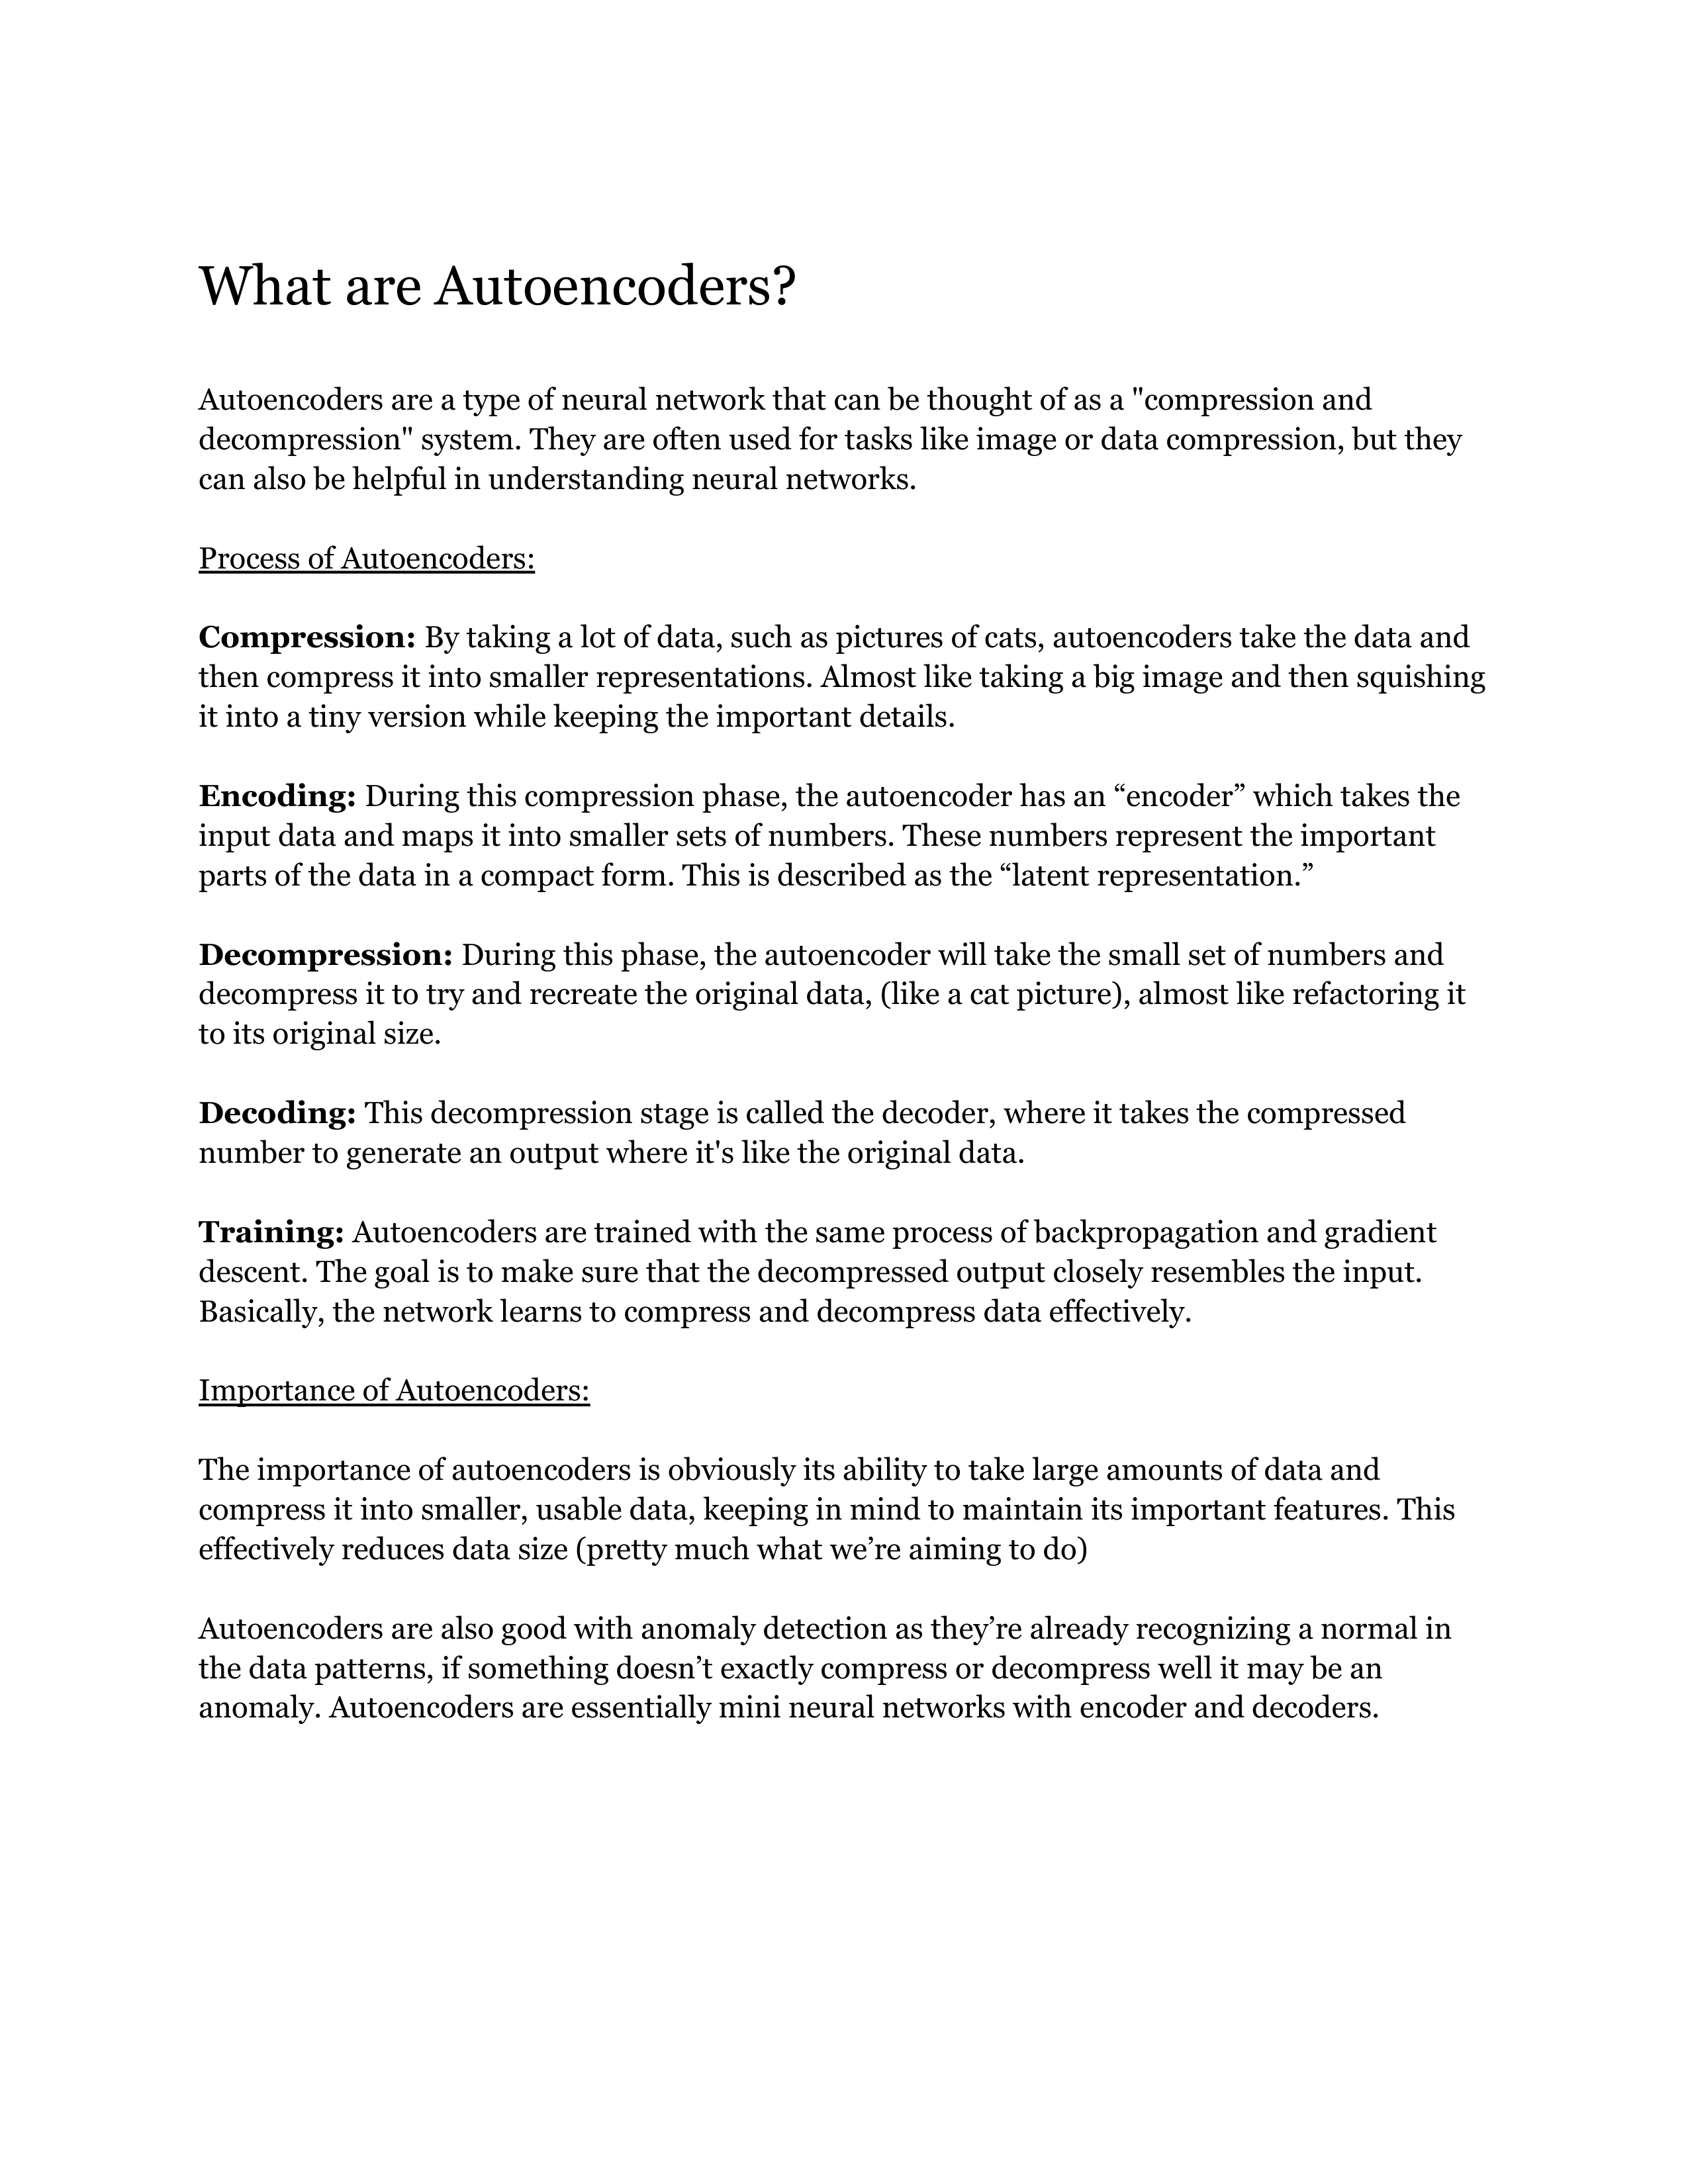 What are Autoencoders?
Autoencoders are a type of neural network that can be thought of as a "compression and
decompression" system. They are often used for tasks like image or data compression, but they
can also be helpful in understanding neural networks.
Process of Autoencoders:
Compression: By taking a lot of data, such as pictures of cats, autoencoders take the data and
then compress it into smaller representations. Almost like taking a big image and then squishing
it into a tiny version while keeping the important details.
Encoding: During this compression phase, the autoencoder has an “encoder” which takes the
input data and maps it into smaller sets of numbers. These numbers represent the important
parts of the data in a compact form. This is described as the “latent representation.”
Decompression: During this phase, the autoencoder will take the small set of numbers and
decompress it to try and recreate the original data, (like a cat picture), almost like refactoring it
to its original size.
Decoding: This decompression stage is called the decoder, where it takes the compressed
number to generate an output where it's like the original data.
Training: Autoencoders are trained with the same process of backpropagation and gradient
descent. The goal is to make sure that the decompressed output closely resembles the input.
Basically, the network learns to compress and decompress data effectively.
Importance of Autoencoders:
The importance of autoencoders is obviously its ability to take large amounts of data and
compress it into smaller, usable data, keeping in mind to maintain its important features. This
effectively reduces data size (pretty much what we’re aiming to do)
Autoencoders are also good with anomaly detection as they’re already recognizing a normal in
the data patterns, if something doesn’t exactly compress or decompress well it may be an
anomaly. Autoencoders are essentially mini neural networks with encoder and decoders.